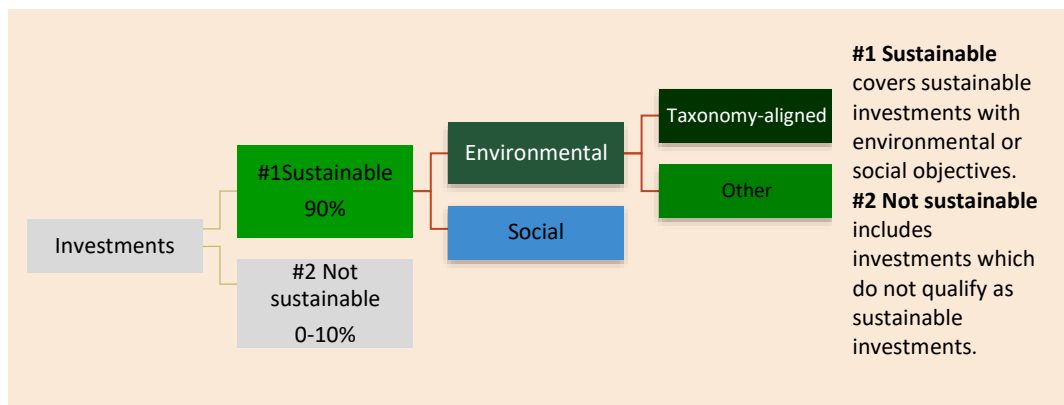 Investments
#1Sustainable
90%
#2 Not
sustainable
0-10%
Environmental
Social
Taxonomy-aligned
Other
#1 Sustainable
covers sustainable
investments with
environmental or
social objectives.
#2 Not sustainable
includes
investments which
do not qualify as
sustainable
investments.